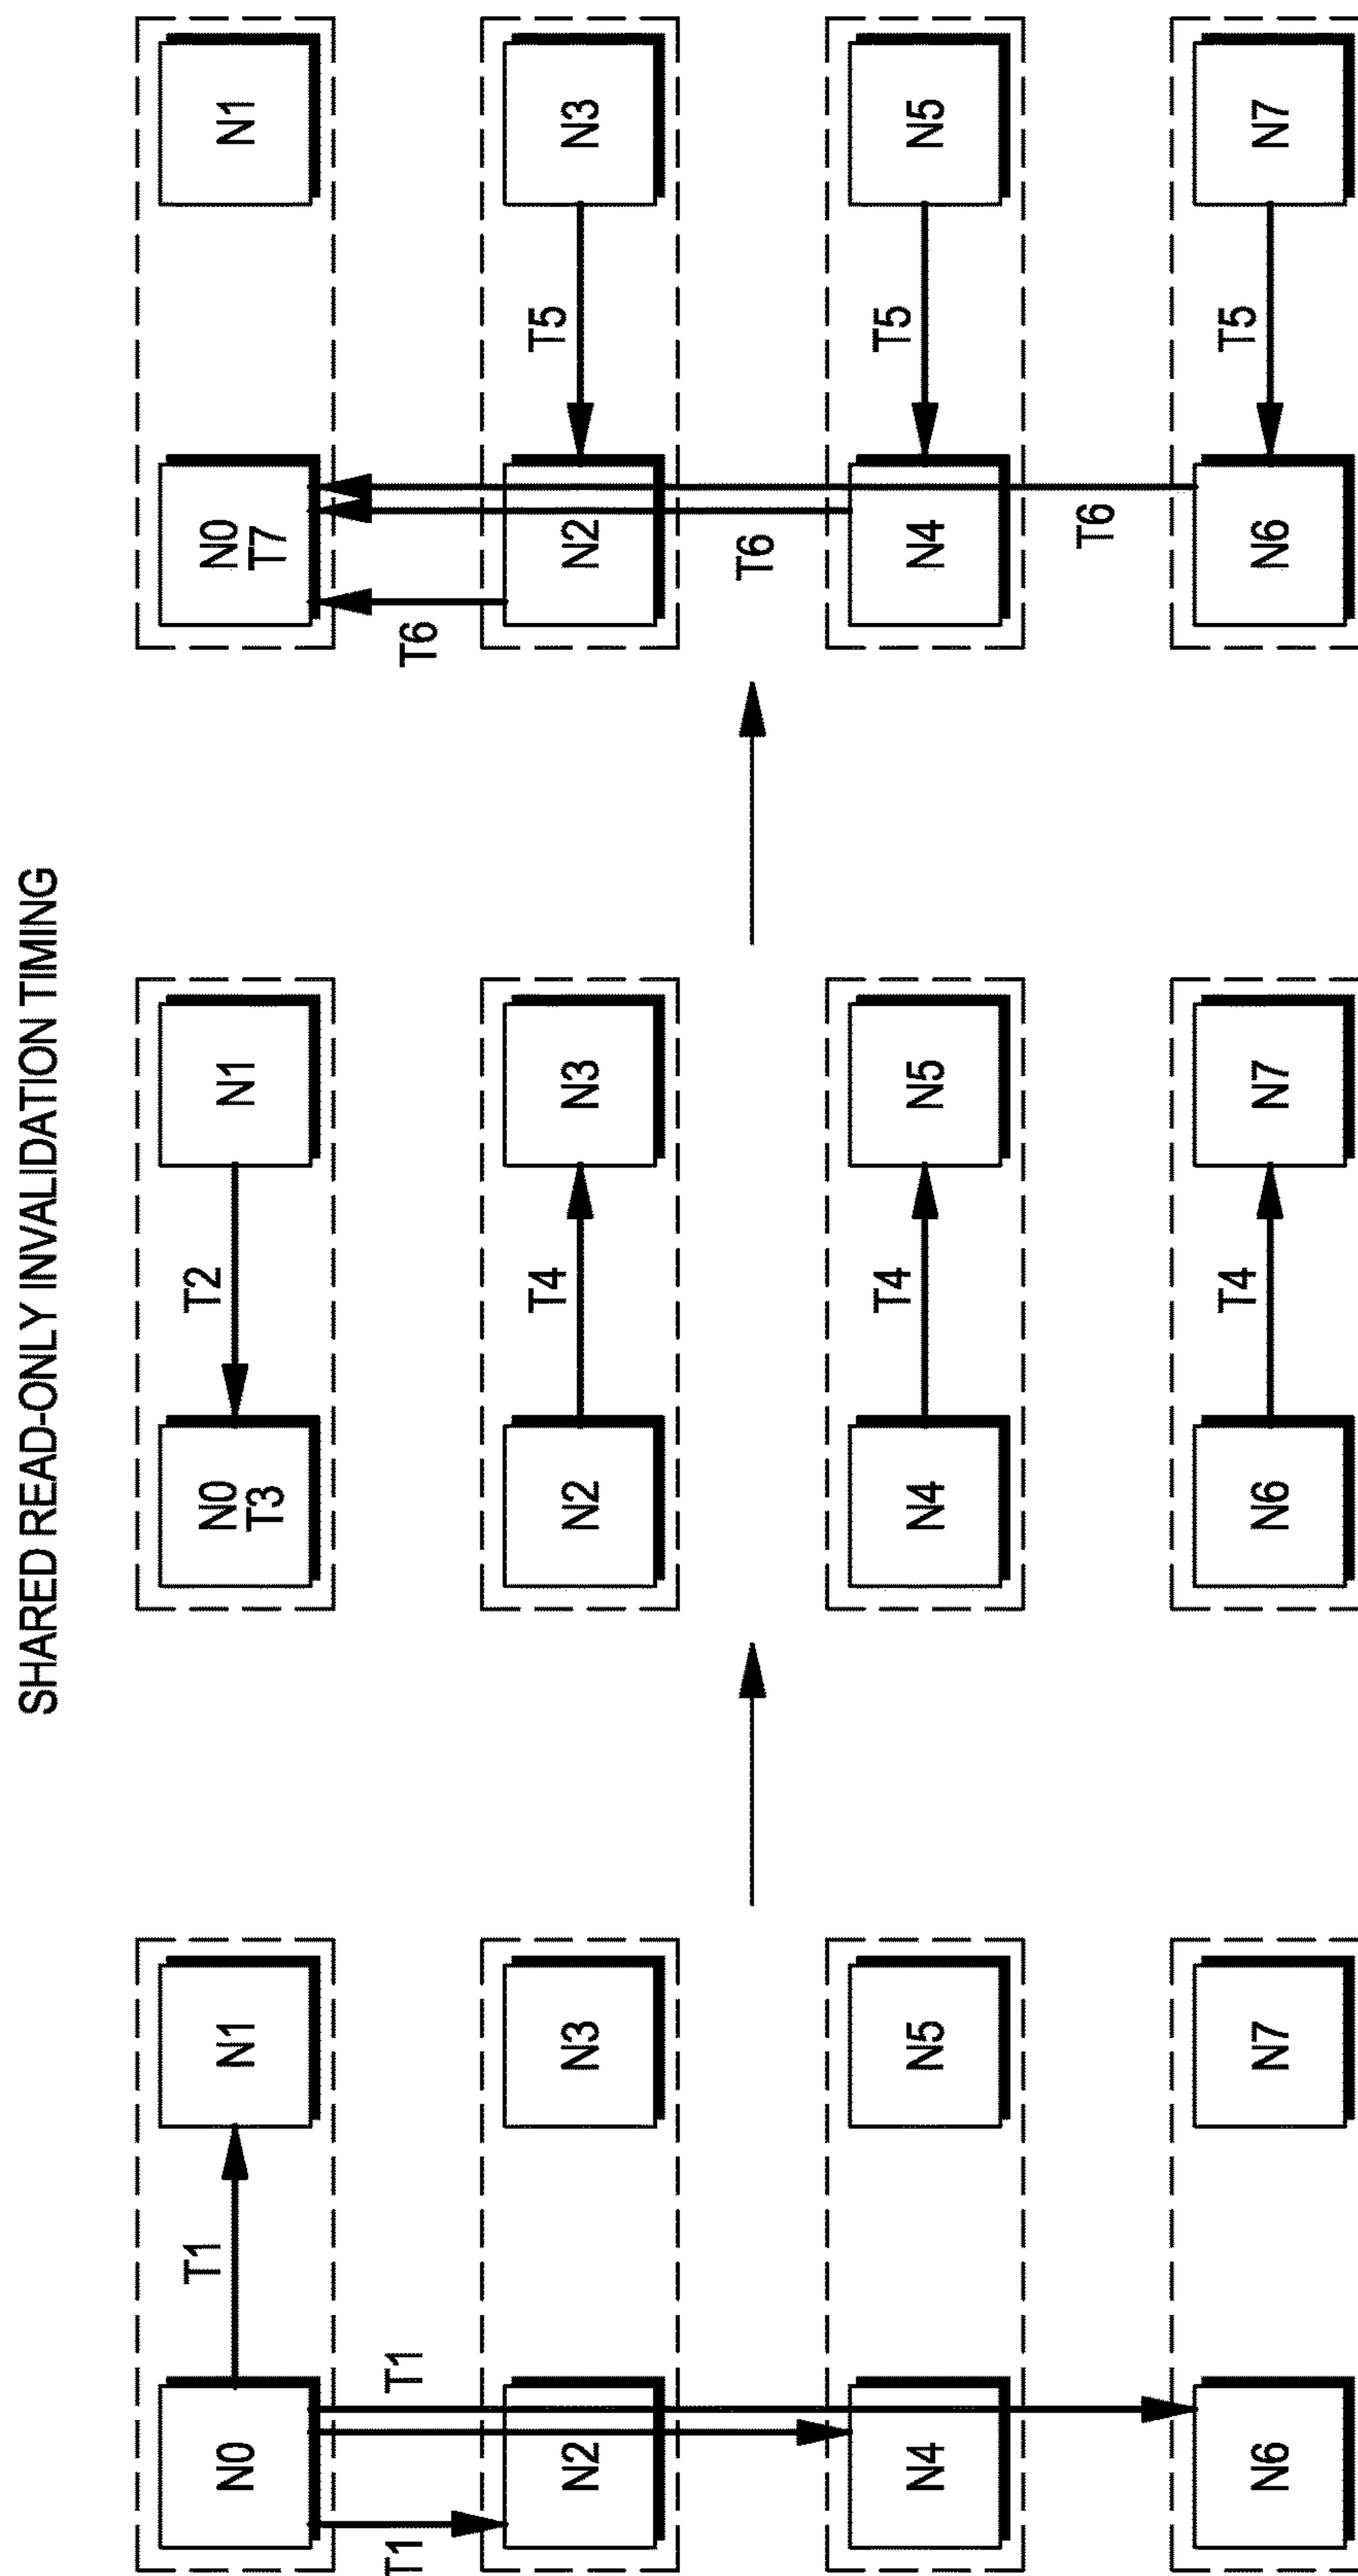 SHARED READ-ONLY INVALIDATION TIMING
T1
N0
N1
T1
T1
N2
N3
N4
N5
N6
N7
T2
N0
T3
N1
T4
N2
N3
T4
N4
N5
T4
N6
N7
N0
T7
N1
T6
T5
N2
N3
T6
T5
N4
N5
T6
T5
N6
N7